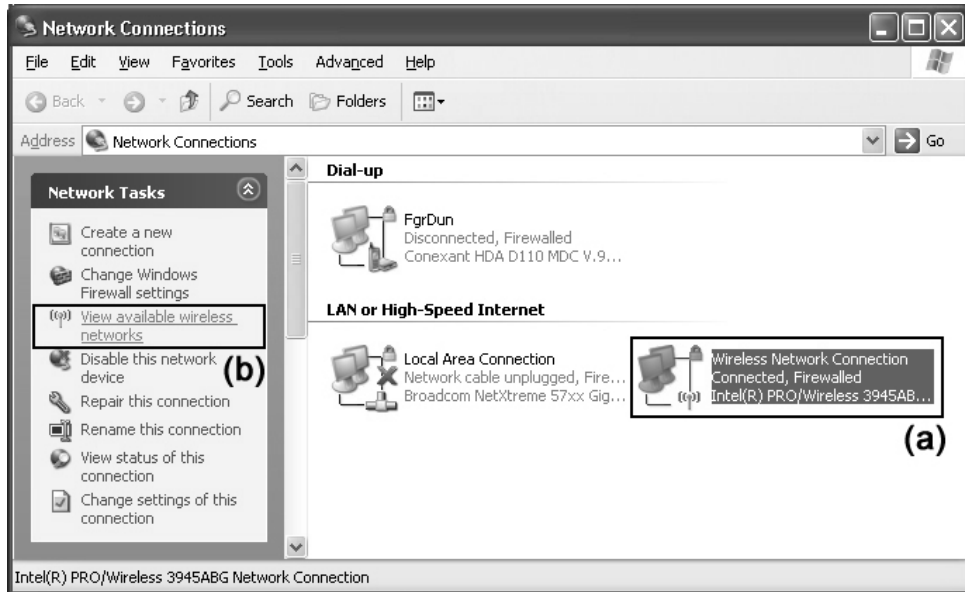 Network Connections
File Edit View Favorites Tools Advanced Help
Back Search Folders
Address Network Connections Go
Network Tasks
Create a new
connection
Change Windows
Firewall settings
View available wireless
networks
(b)
Disable this network
device
Repair this connection
Rename this connection
View status of this
connection
Change settings of this
connection
Dial-up
FgrDun
Disconnected, Firewalled
Conexant HDA D110 MDC V.9...
LAN or High-Speed Internet
Local Area Connection
Network cable unplugged, Fire...
Broadcom NetXtreme 57xx Gig...
Wireless Network Connection
Connected, Firewalled
Intel(R) PRO/Wireless 3945AB...
(a)
Intel(R) PRO/Wireless 3945ABG Network Connection